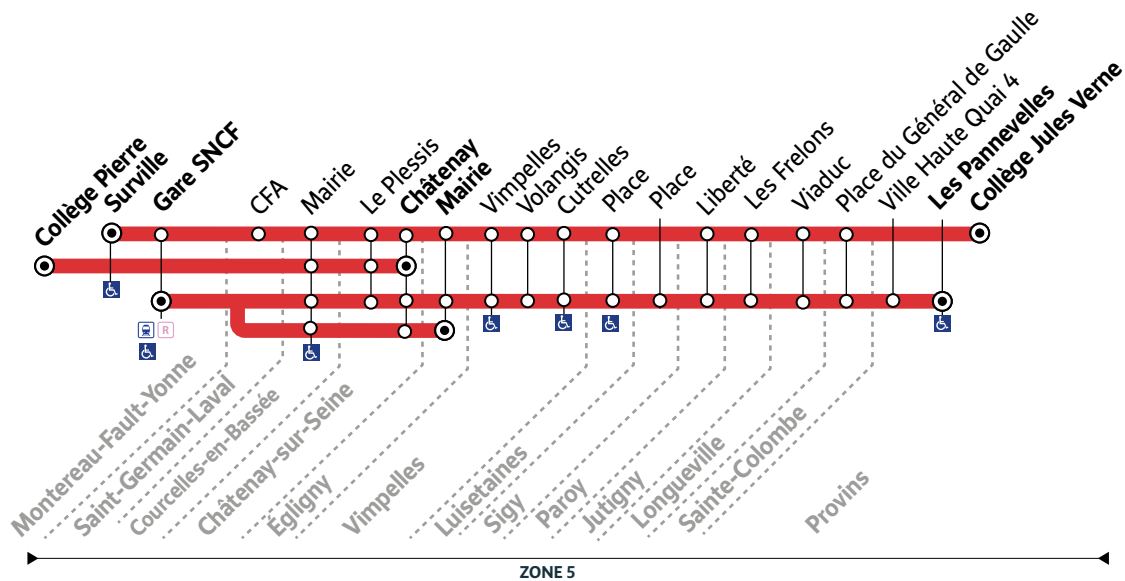 Collège Pierre
Surville
Gare SNCF
CFA
Mairie
Le Plessis
Châtenay
Mairie
Vimpelles
Volangis
Cutrelles
Place
Place
Liberté
Les Frelons
Viaduc
Place du Général de Gaulle
Ville Haute Quai 4
Les Pannevelles
Collège Jules Verne
R
Montereau-Fault-Yonne
Saint-Germain-Laval
Courcelles-en-Bassée
Châtenay-sur-Seine
Égligny
Vimpelles
Luisetaines
Sigy
Paroy
Jutigny
Longueville
Sainte-Colombe
Provins
ZONE 5